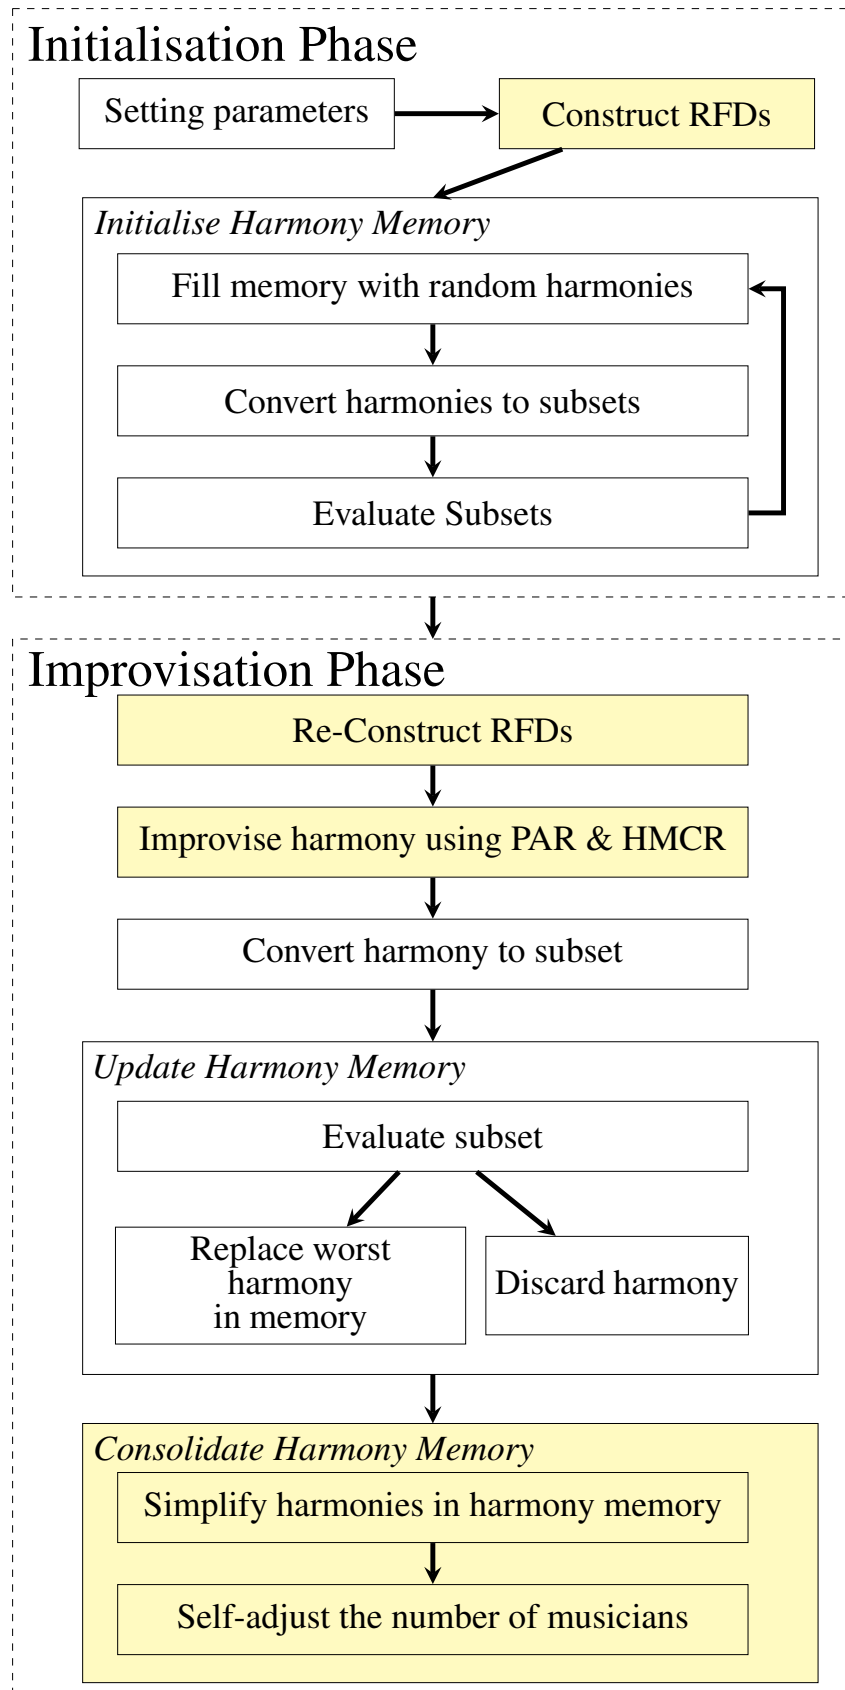 Initialisation Phase
Setting parameters
Construct RFDs
Initialise Harmony Memory
Fill memory with random harmonies
Convert harmonies to subsets
Evaluate Subsets
Improvisation Phase
Re-Construct RFDs
Improvise harmony using PAR & HMCR
Convert harmony to subset
Update Harmony Memory
Evaluate subset
Replace worst
harmony
in memory
Discard harmony
Consolidate Harmony Memory
Simplify harmonies in harmony memory
Self-adjust the number of musicians